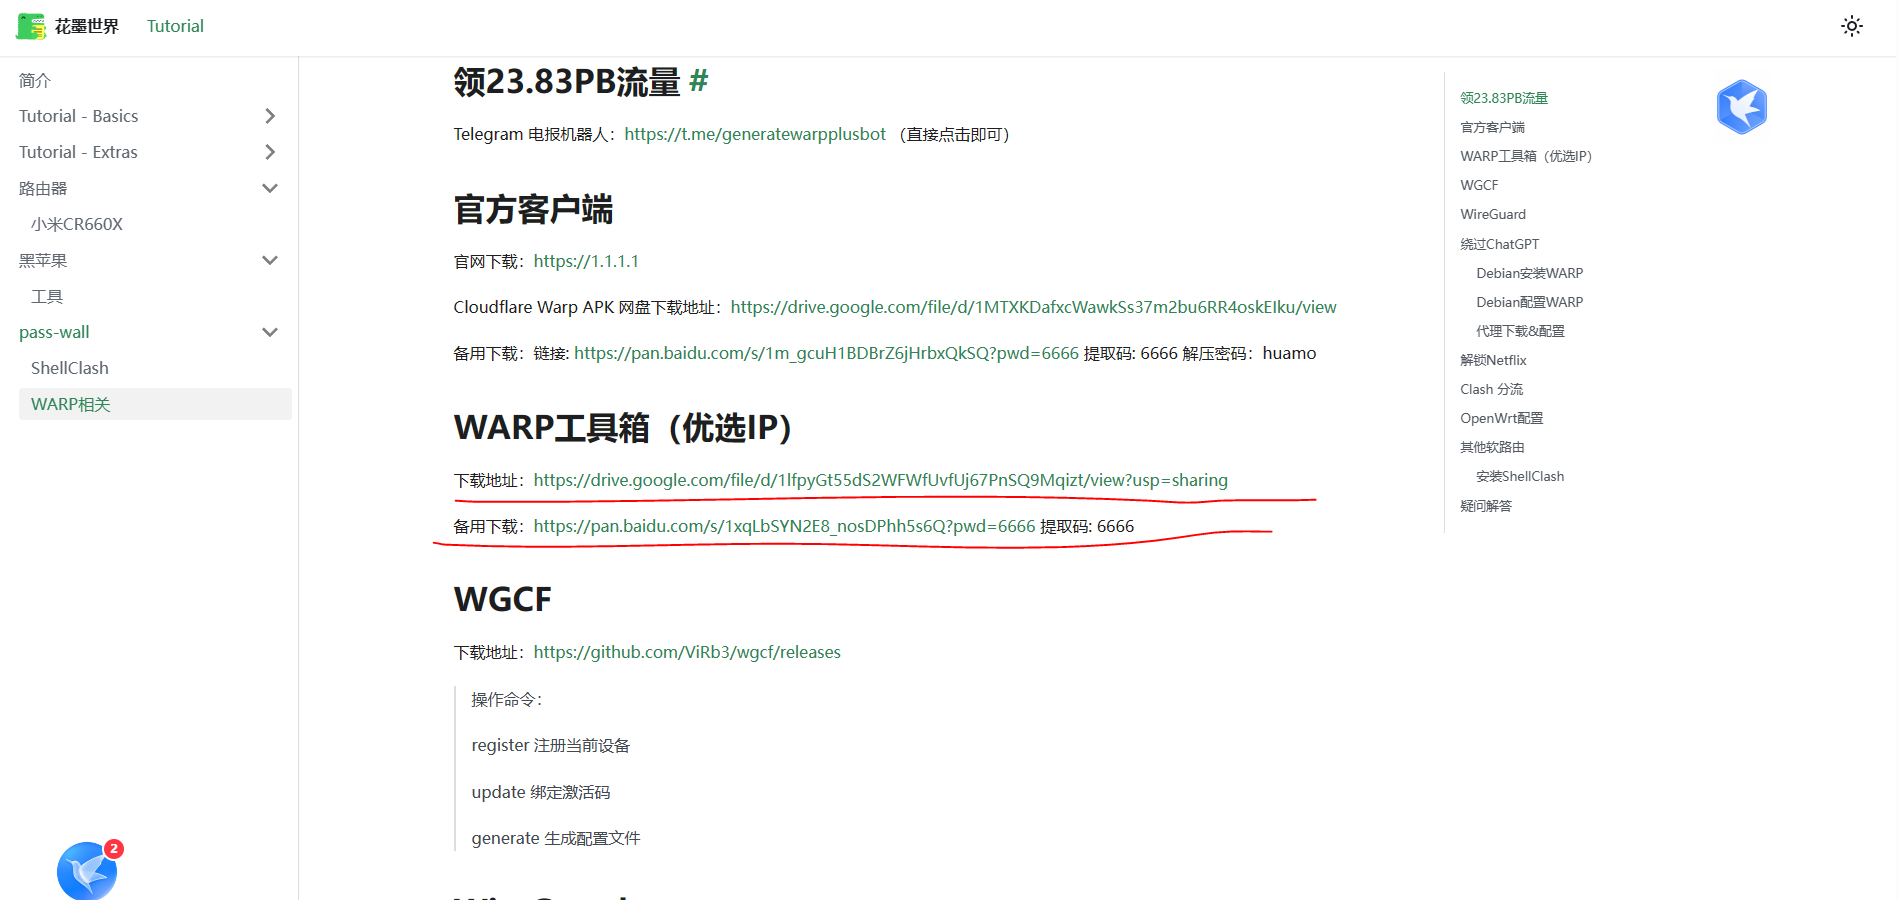 花墨世界 Tutorial
简介
Tutorial - Basics
Tutorial - Extras
路由器
小米CR660X
黑苹果
工具
pass-wall
ShellClash
WARP相关
2
领23.83PB流量 #
Telegram 电报机器人：https://t.me/generatewarpplusbot （直接点击即可）
官方客户端
官网下载：https://1.1.1.1
Cloudflare Warp APK 网盘下载地址：https://drive.google.com/file/d/1MTXKDafxcWawkSs37m2bu6RR4oskEIku/view
备用下载：链接: https://pan.baidu.com/s/1m_gcuH1BDBrZ6jHrbxQkSQ?pwd=6666 提取码: 6666 解压密码：huamo
WARP工具箱（优选IP）
下载地址：https://drive.google.com/file/d/1lfpyGt55dS2WFWfUvfUj67PnSQ9Mqizt/view?usp=sharing
备用下载：https://pan.baidu.com/s/1xqLbSYN2E8_nosDPhh5s6Q?pwd=6666 提取码: 6666
WGCF
下载地址：https://github.com/ViRb3/wgcf/releases
操作命令：
register 注册当前设备
update 绑定激活码
generate 生成配置文件
领23.83PB流量
官方客户端
WARP工具箱（优选IP）
WGCF
WireGuard
绕过ChatGPT
Debian安装WARP
Debian配置WARP
代理下载&配置
解锁Netflix
Clash 分流
OpenWrt配置
其他软路由
安装ShellClash
疑问解答